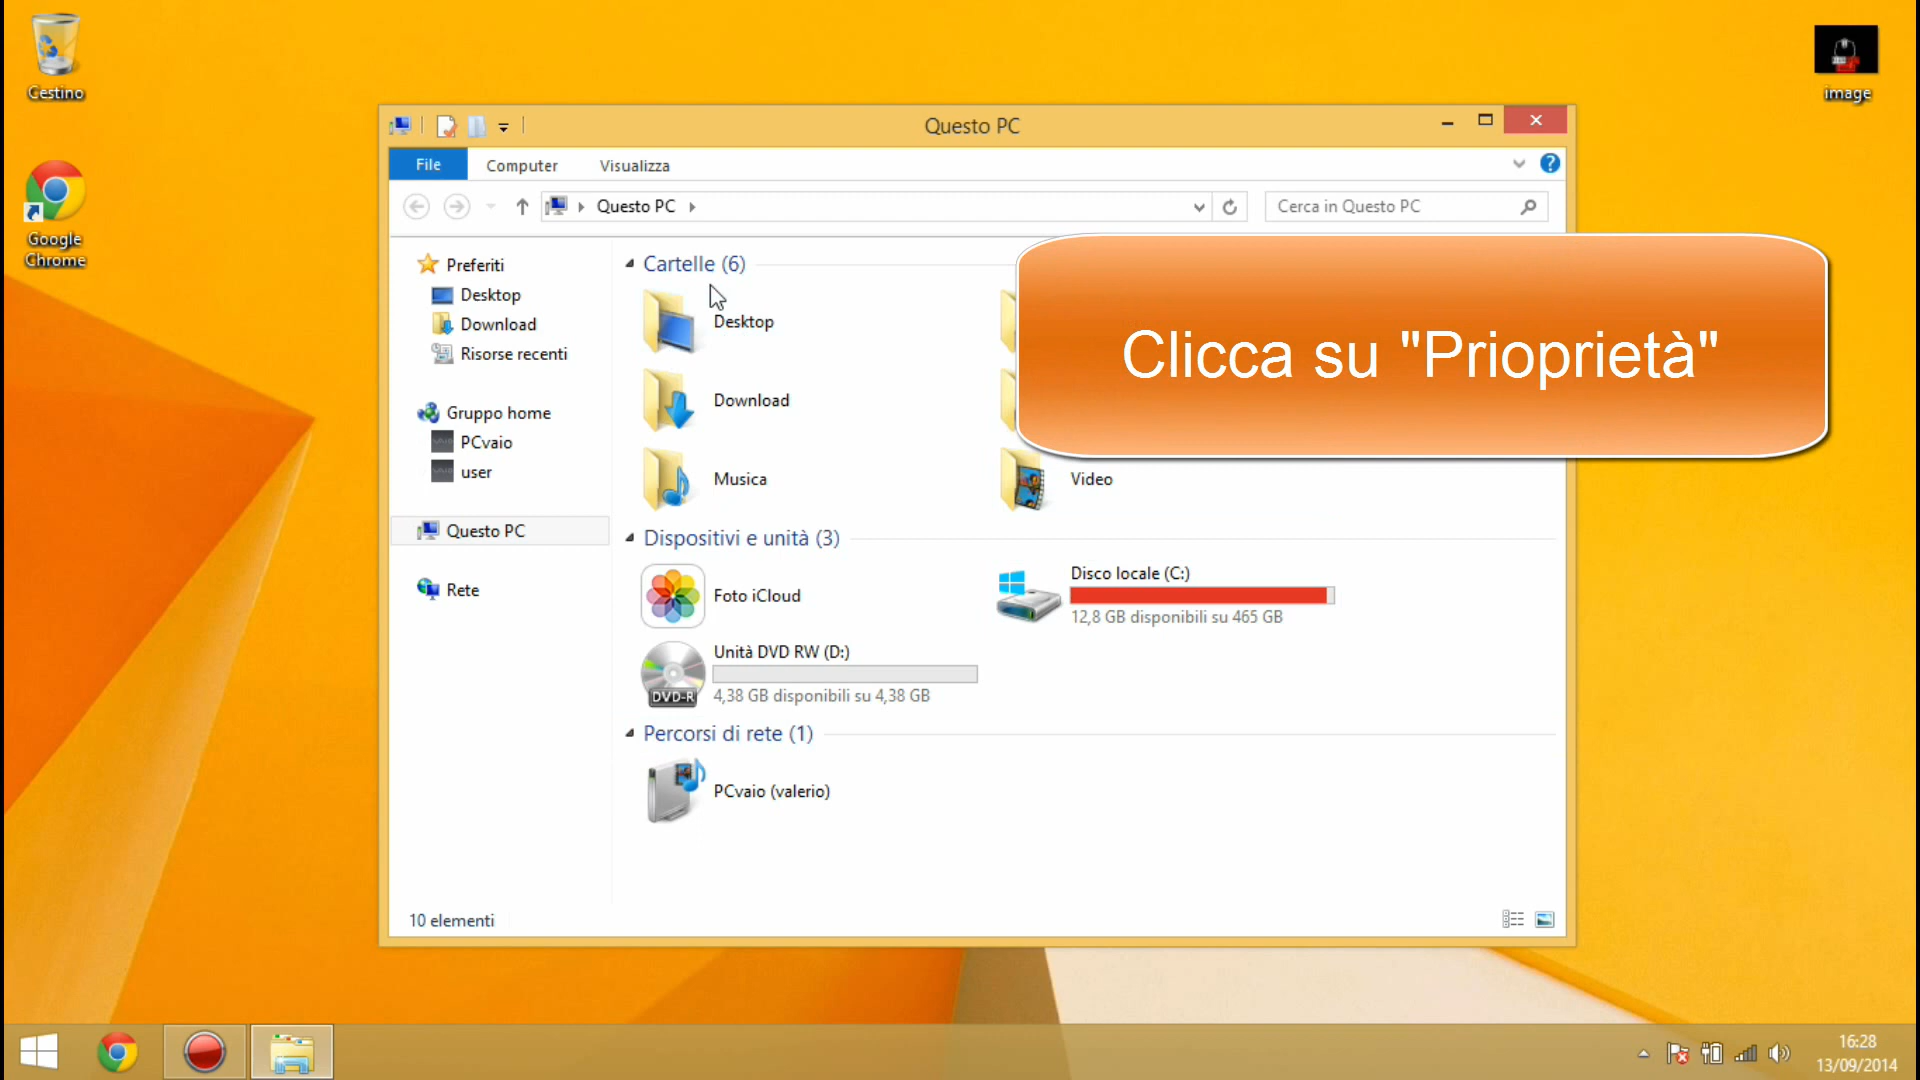 Cestino
image
Google
Chrome
Questo PC
File
Computer
Visualizza
Questo PC
Cerca in Questo PC
Preferiti
Desktop
Download
Risorse recenti
Gruppo home
PCvaio
user
Questo PC
Rete
Cartelle (6)
Desktop
Download
Musica
Video
Clicca su "Prioprietà"
Dispositivi e unità (3)
Foto iCloud
Disco locale (C:)
12,8 GB disponibili su 465 GB
Unità DVD RW (D:)
DVD-R
4,38 GB disponibili su 4,38 GB
Percorsi di rete (1)
PCvaio (valerio)
10 elementi
16:28
13/09/2014